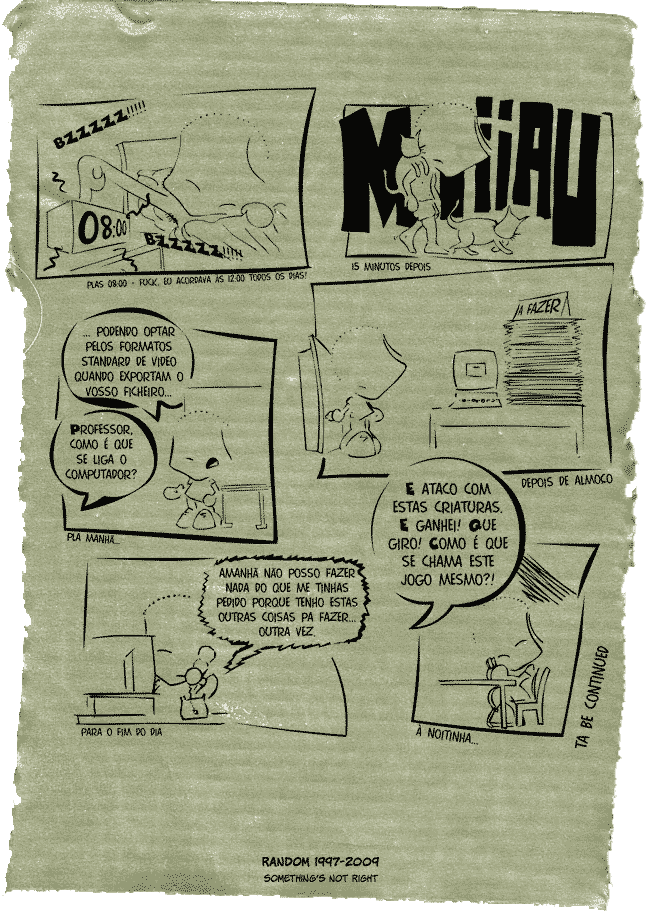 BZZZZZ!!!!!
08:00
BZZZZZZ!!!!N
PLAS 08:00 - FUCK, EU ACORDAVA ÀS 12:00 TODOS OS DIAS!
MIIIAU
15 MINUTOS DEPOIS
... PODENDO OPTAR
PELOS FORMATOS
STANDARD DE VIDEO
QUANDO EXPORTAM O
VOSSO FICHEIRO...
PROFESSOR,
COMO É QUE
SE LIGA O
COMPUTADOR?
PLA MANHÃ...
A FAZER
DEPOIS DE ALMOÇO
AMANHÃ NÃO POSSO FAZER
NADA DO QUE ME TINHAS
PEDIDO PORQUE TENHO ESTAS
OUTRAS COISAS PA FAZER...
OUTRA VEZ.
PARA O FIM DO DIA
E ATACO COM
ESTAS CRIATURAS.
E GANHEI! QUE
GIRO! COMO É QUE
SE CHAMA ESTE
JOGO MESMO?!
À NOITINHA...
TA BE CONTINUED
RANDOM 1997-2009
SOMETHING'S NOT RIGHT